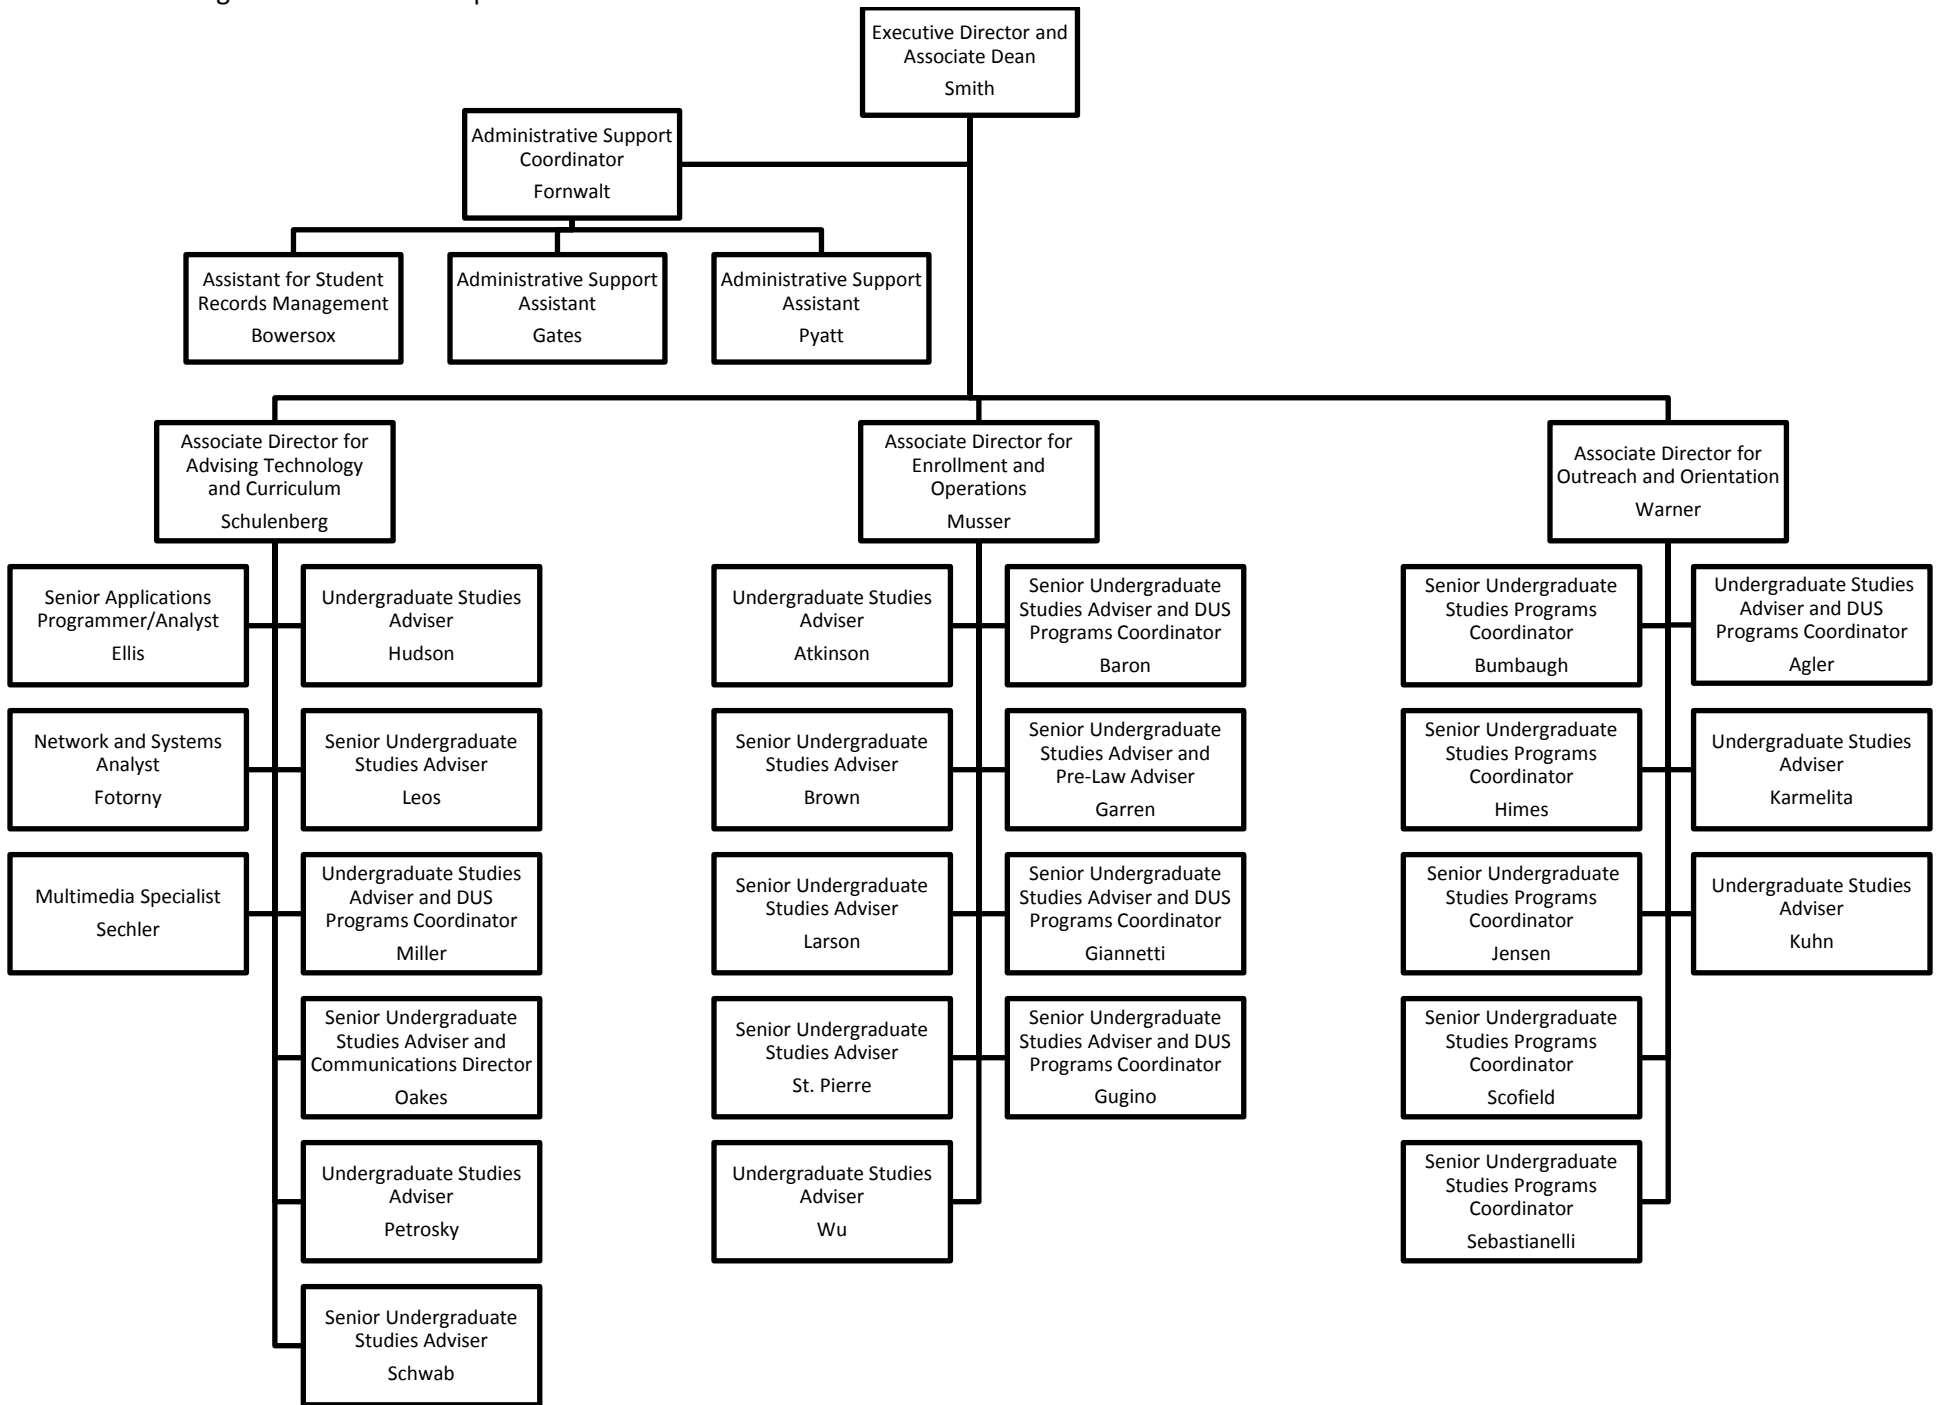 Executive Director and
Associate Dean
Smith
Administrative Support
Coordinator
Fornwalt
Assistant for Student
Records Management
Bowersox
Administrative Support
Assistant
Gates
Administrative Support
Assistant
Pyatt
Associate Director for
Advising Technology
and Curriculum
Schulenberg
Associate Director for
Enrollment and
Operations
Musser
Associate Director for
Outreach and Orientation
Warner
Senior Applications
Programmer/Analyst
Ellis
Undergraduate Studies
Adviser
Hudson
Network and Systems
Analyst
Fotorny
Senior Undergraduate
Studies Adviser
Leos
Multimedia Specialist
Sechler
Undergraduate Studies
Adviser and DUS
Programs Coordinator
Miller
Senior Undergraduate
Studies Adviser and
Communications Director
Oakes
Undergraduate Studies
Adviser
Petrosky
Senior Undergraduate
Studies Adviser
Schwab
Undergraduate Studies
Adviser
Atkinson
Senior Undergraduate
Studies Adviser and DUS
Programs Coordinator
Baron
Senior Undergraduate
Studies Adviser
Brown
Senior Undergraduate
Studies Adviser and
Pre-Law Adviser
Garren
Senior Undergraduate
Studies Adviser
Larson
Senior Undergraduate
Studies Adviser and DUS
Programs Coordinator
Giannetti
Senior Undergraduate
Studies Adviser
St. Pierre
Senior Undergraduate
Studies Adviser and DUS
Programs Coordinator
Gugino
Undergraduate Studies
Adviser
Wu
Senior Undergraduate
Studies Programs
Coordinator
Bumbaugh
Undergraduate Studies
Adviser and DUS
Programs Coordinator
Agler
Senior Undergraduate
Studies Programs
Coordinator
Himes
Undergraduate Studies
Adviser
Karmelita
Senior Undergraduate
Studies Programs
Coordinator
Jensen
Undergraduate Studies
Adviser
Kuhn
Senior Undergraduate
Studies Programs
Coordinator
Scofield
Senior Undergraduate
Studies Programs
Coordinator
Sebastianelli